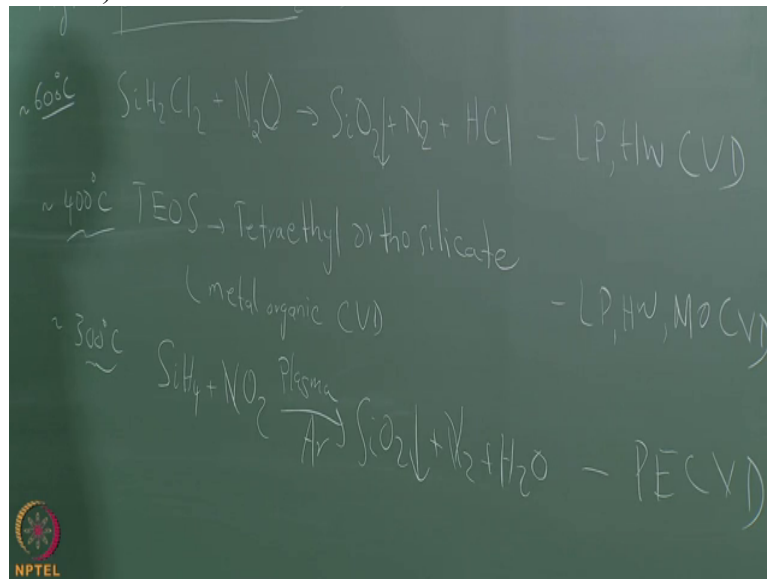 ~600°C SiH₂Cl₂ + N₂O → SiO₂↓ + N₂ + HCl - LP, HW CVD
~400°C TEOS → Tetraethyl orthosilicate
(metal organic CVD - LP, HW, MO CVD
~300°C SiH₄ + NO₂ Plasma Ar → SiO₂↓ + N₂ + H₂O - PECVD
NPTEL